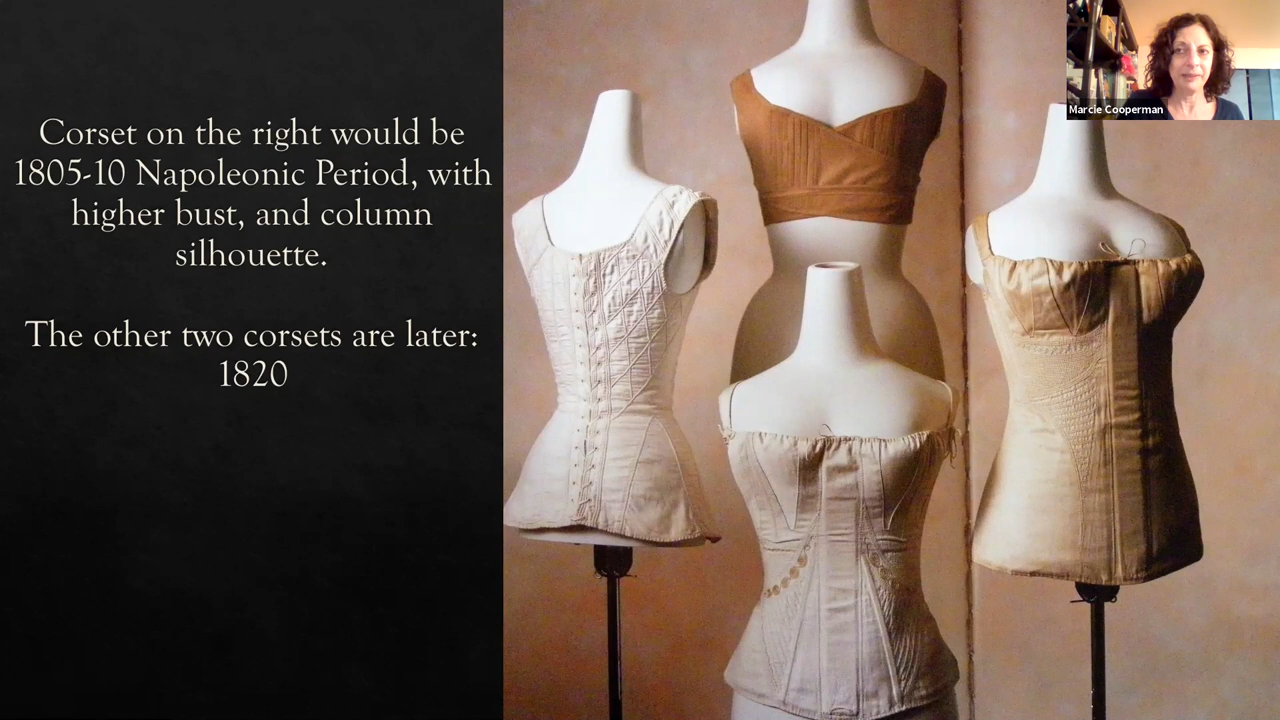 Corset on the right would be
1805-10 Napoleonic Period, with
higher bust, and column
silhouette.
The other two corsets are later:
1820
Marcie Cooperman